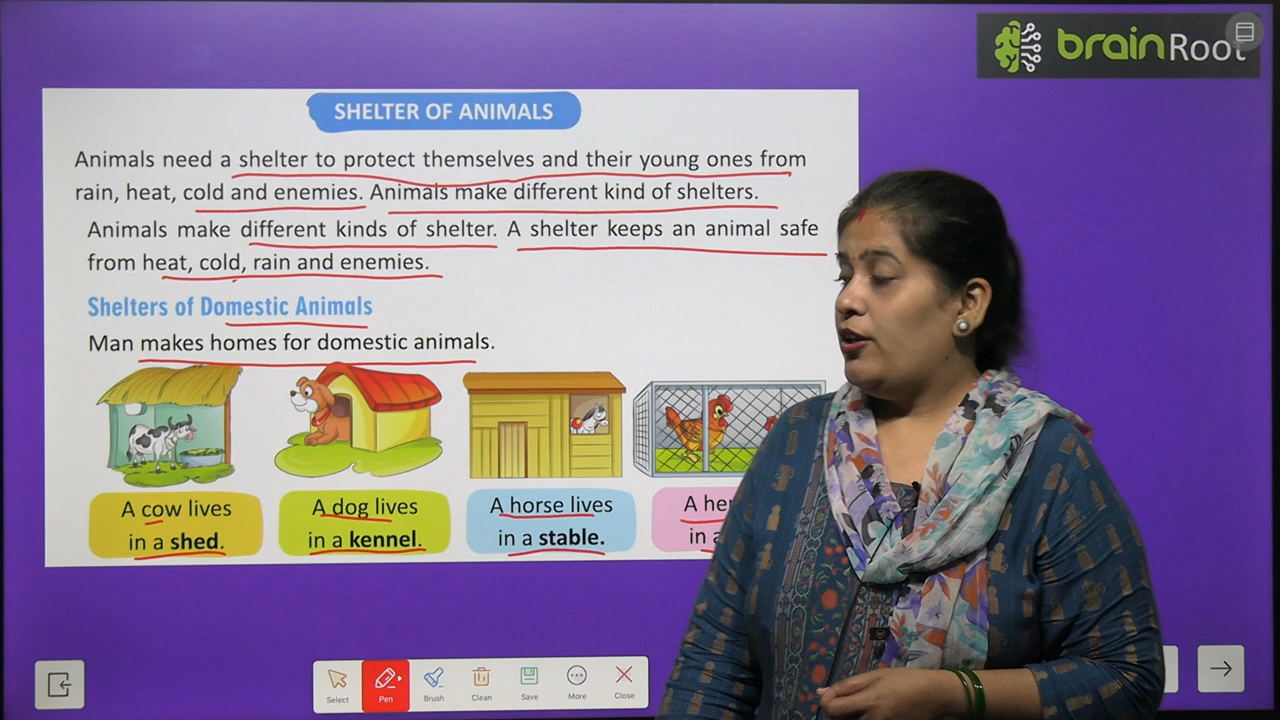 brainRoot
SHELTER OF ANIMALS
Animals need a shelter to protect themselves and their young ones from
rain, heat, cold and enemies. Animals make different kind of shelters.
Animals make different kinds of shelter. A shelter keeps an animal safe
from heat, cold, rain and enemies.
Shelters of Domestic Animals
Man makes homes for domestic animals.
A cow lives
in a shed.
A dog lives
in a kennel.
A horse lives
in a stable.
A he
in a
Select
Pen
Brush
Clean
Save
More
Close